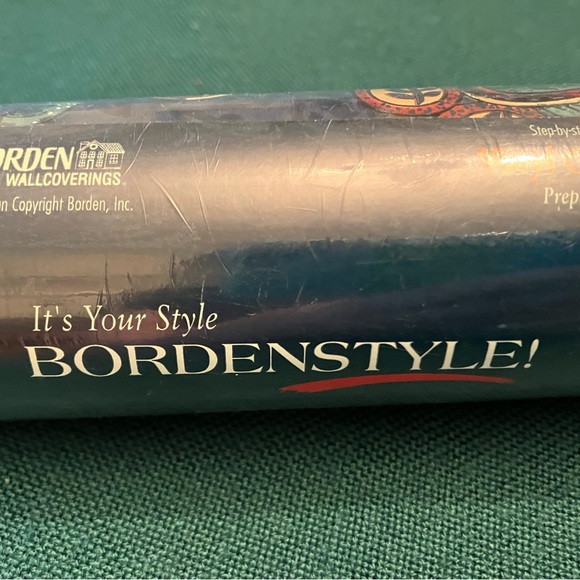 ORDEN
WALLCOVERINGS
n Copyright Borden, Inc.
Step-by-st
Prep
It's Your Style
BORDENSTYLE!